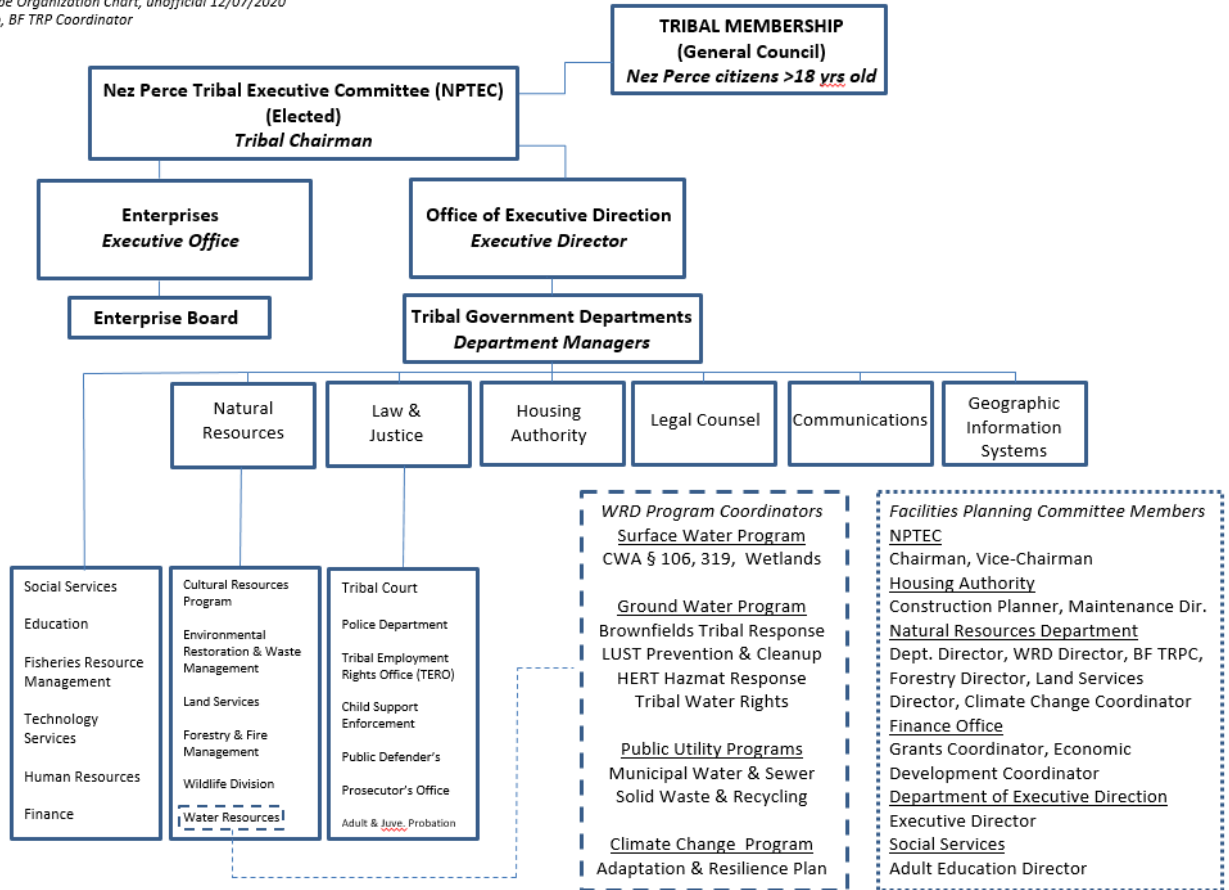 Organization Chart, unofficial 12/07/2020
BF TRP Coordinator
TRIBAL MEMBERSHIP
(General Council)
Nez Perce citizens >18 yrs old
Nez Perce Tribal Executive Committee (NPTEC)
(Elected)
Tribal Chairman
Enterprises
Executive Office
Office of Executive Direction
Executive Director
Enterprise Board
Tribal Government Departments
Department Managers
Natural
Resources
Law &
Justice
Housing
Authority
Legal Counsel
Communications
Geographic
Information
Systems
Social Services
Education
Fisheries Resource
Management
Technology
Services
Human Resources
Finance
Cultural Resources
Program
Environmental
Restoration & Waste
Management
Land Services
Forestry & Fire
Management
Wildlife Division
Water Resources
Tribal Court
Police Department
Tribal Employment
Rights Office (TERO)
Child Support
Enforcement
Public Defender's
Prosecutor's Office
Adult & Juve. Probation
WRD Program Coordinators
Surface Water Program
CWA § 106, 319, Wetlands
Ground Water Program
Brownfields Tribal Response
LUST Prevention & Cleanup
HERT Hazmat Response
Tribal Water Rights
Public Utility Programs
Municipal Water & Sewer
Solid Waste & Recycling
Climate Change Program
Adaptation & Resilience Plan
Facilities Planning Committee Members
NPTEC
Chairman, Vice-Chairman
Housing Authority
Construction Planner, Maintenance Dir.
Natural Resources Department
Dept. Director, WRD Director, BF TRPC,
Forestry Director, Land Services
Director, Climate Change Coordinator
Finance Office
Grants Coordinator, Economic
Development Coordinator
Department of Executive Direction
Executive Director
Social Services
Adult Education Director